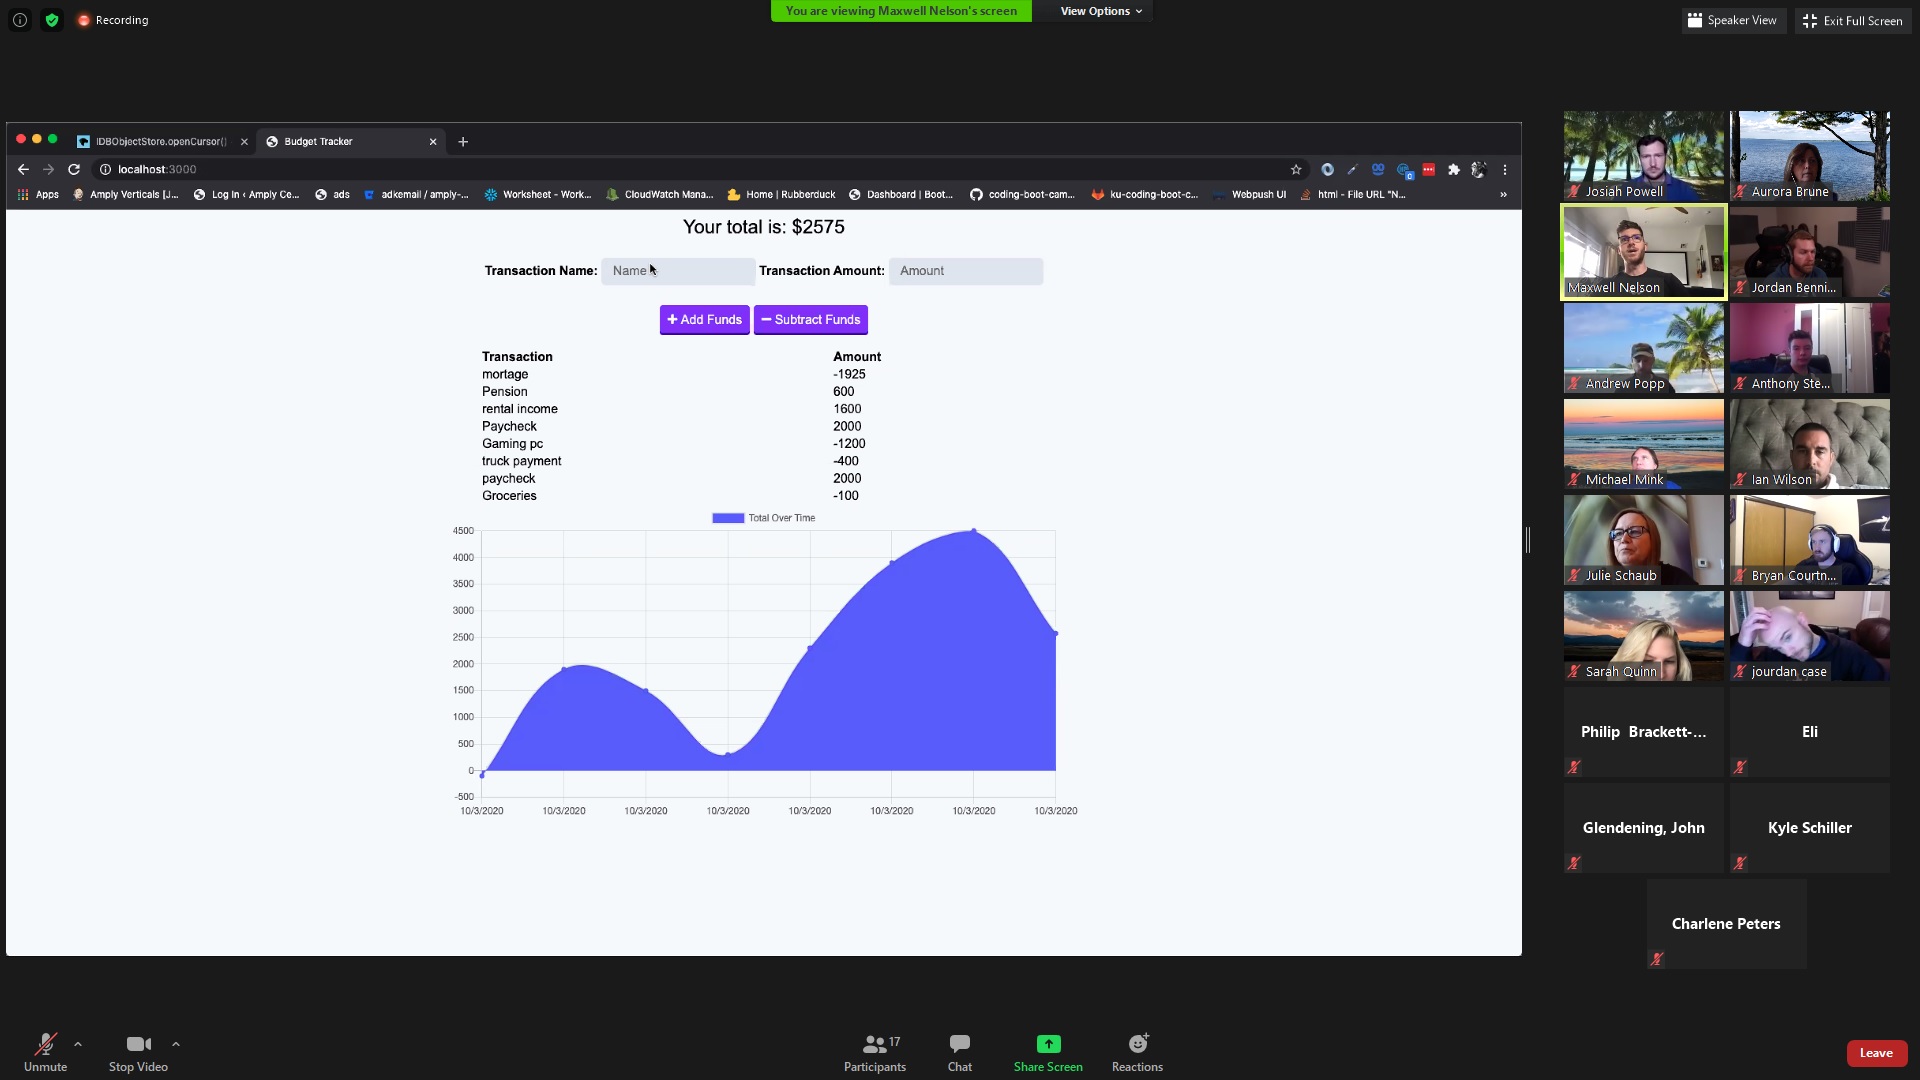 Recording
You are viewing Maxwell Nelson's screen
View Options
Speaker View
Exit Full Screen
IDBObjectStore.openCursor()
Budget Tracker
localhost:3000
Apps
Amply Verticals [J...
Log In ‹ Amply Ce...
ads
adkemail / amply-...
Worksheet - Work...
CloudWatch Mana...
Home | Rubberduck
Dashboard | Boot...
coding-boot-cam...
ku-coding-boot-c...
Webpush UI
html - File URL "N...
»
Your total is: $2575
Transaction Name: Name Transaction Amount: Amount
+ Add Funds − Subtract Funds
Transaction Amount
mortage -1925
Pension 600
rental income 1600
Paycheck 2000
Gaming pc -1200
truck payment -400
paycheck 2000
Groceries -100
Total Over Time
4500
4000
3500
3000
2500
2000
1500
1000
500
0
-500
10/3/2020 10/3/2020 10/3/2020 10/3/2020 10/3/2020 10/3/2020 10/3/2020 10/3/2020
Josiah Powell
Aurora Brune
Maxwell Nelson
Jordan Benni...
Andrew Popp
Anthony Ste...
Michael Mink
Ian Wilson
Julie Schaub
Bryan Courtn...
Sarah Quinn
jourdan case
Philip Brackett-...
Eli
Glendening, John
Kyle Schiller
Charlene Peters
Unmute
Stop Video
17
Participants
Chat
Share Screen
Reactions
Leave